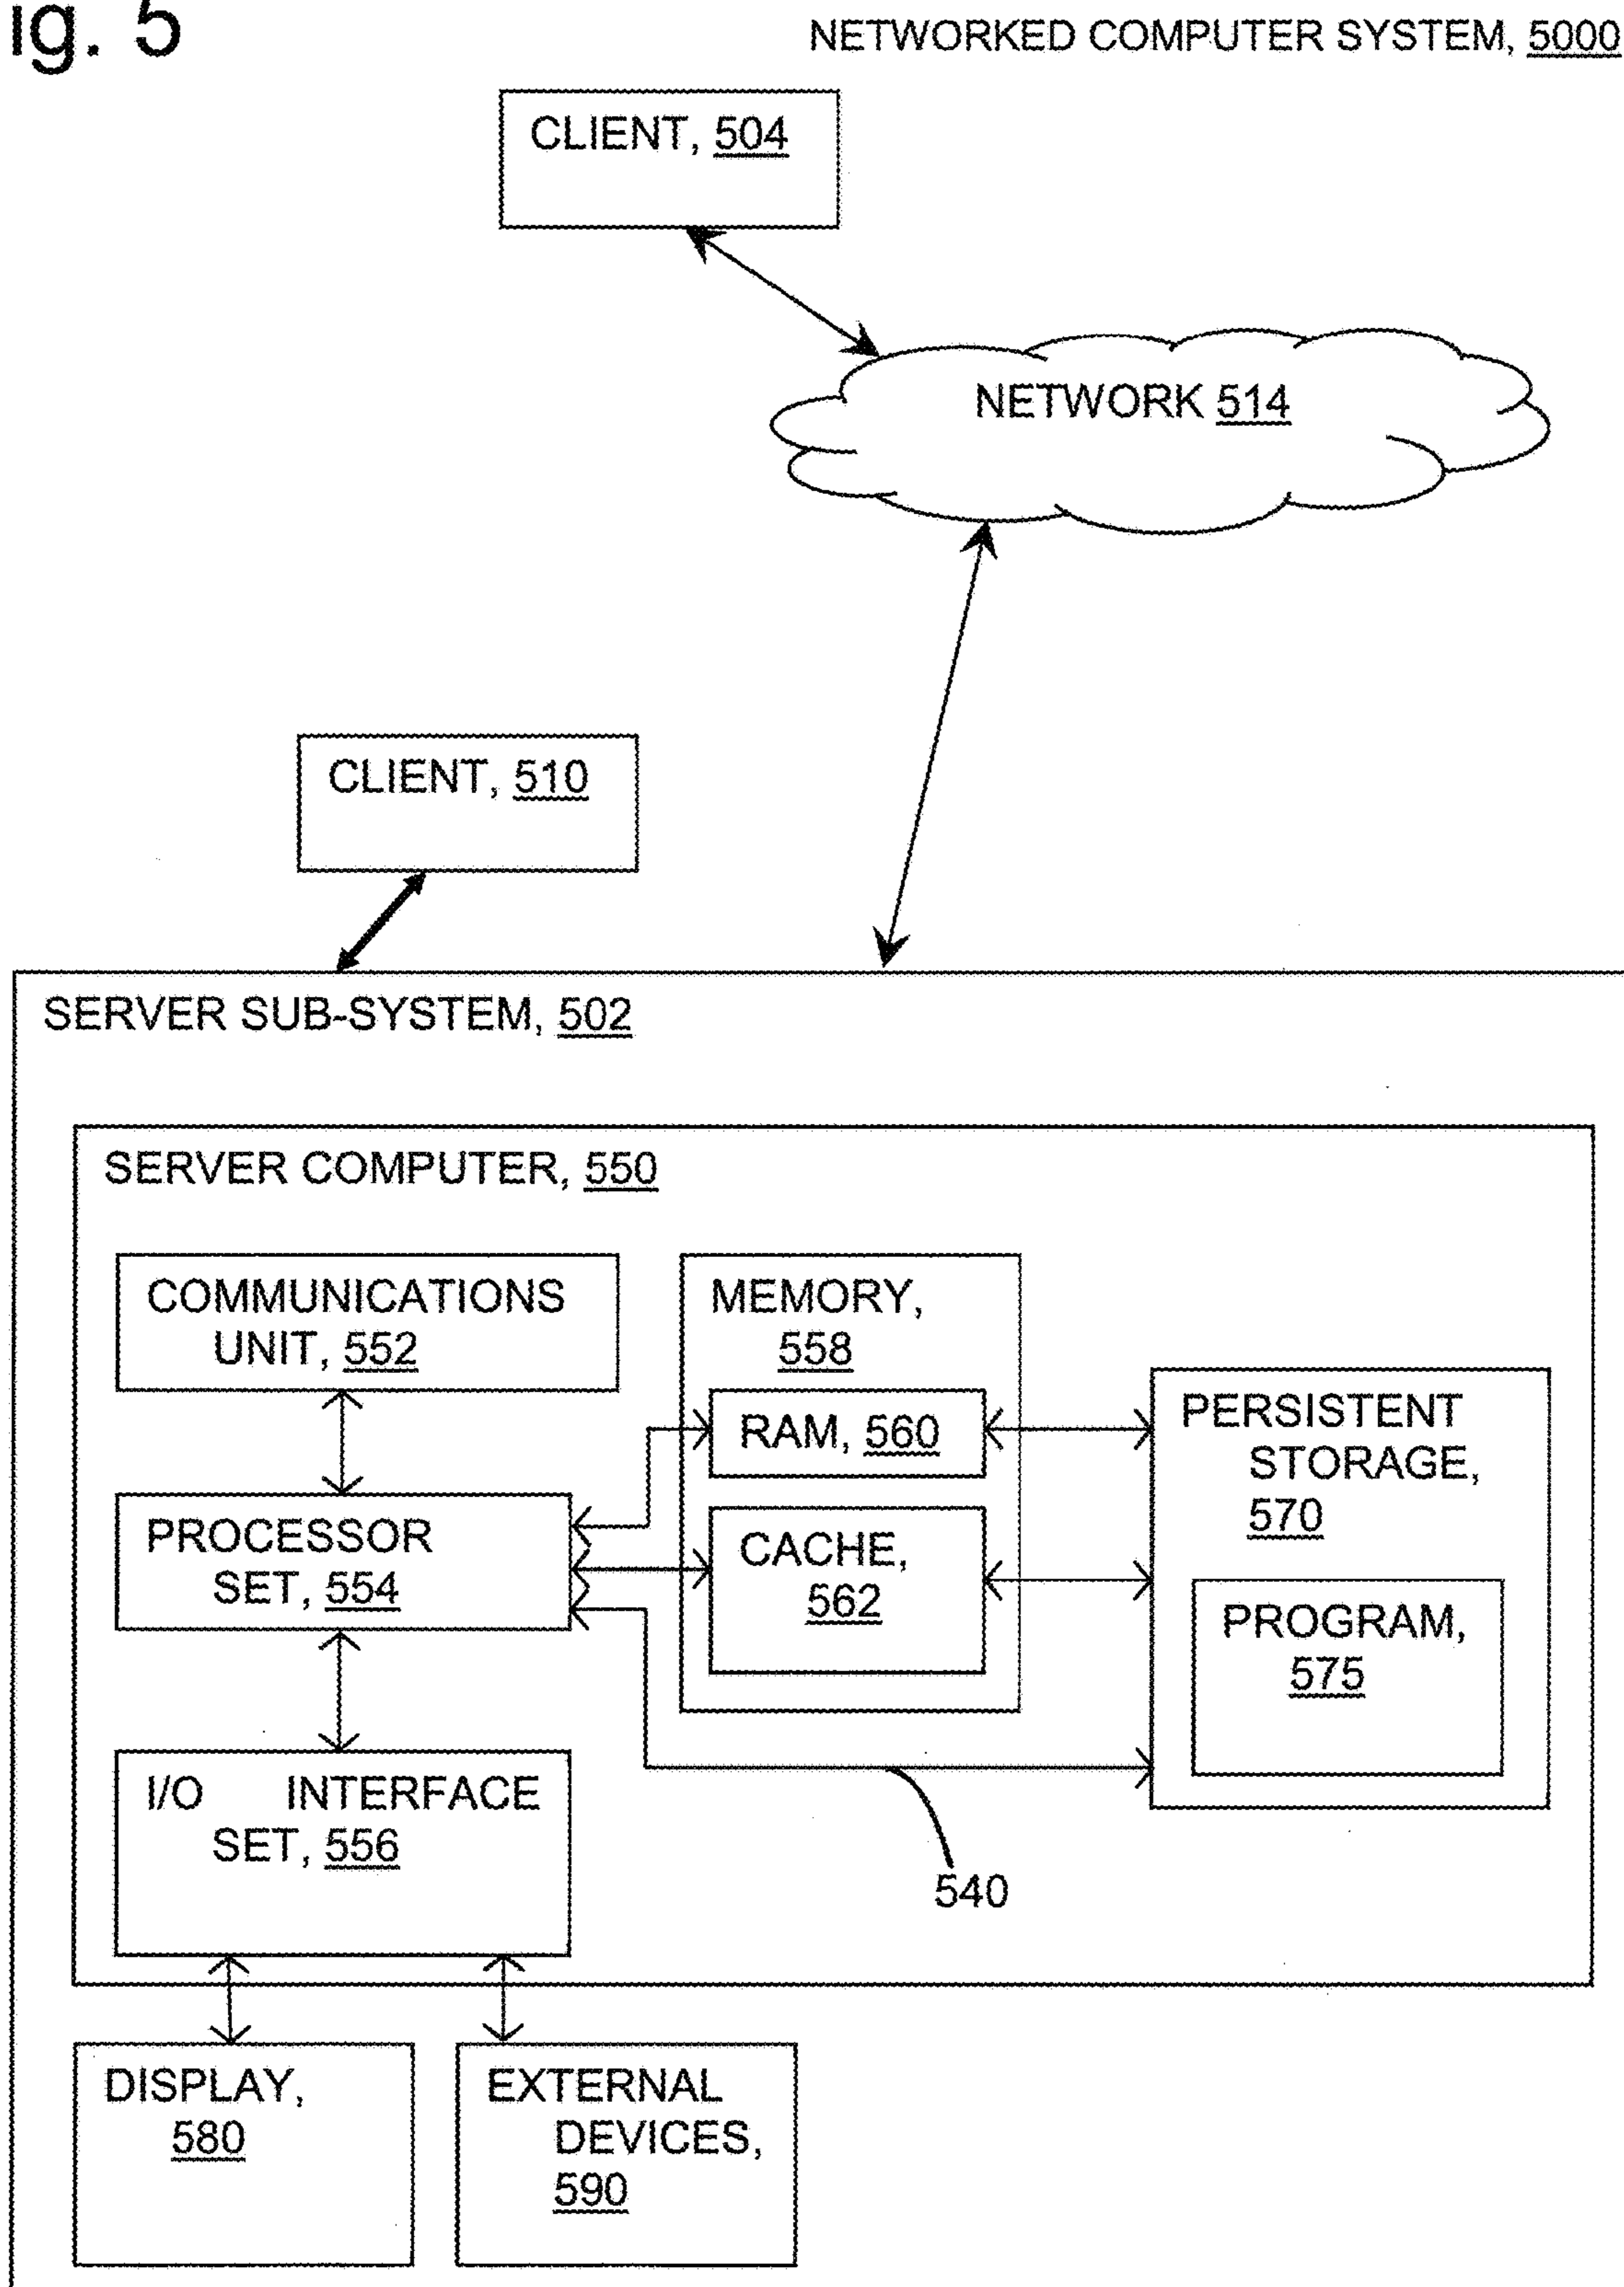 ig. 5
NETWORKED COMPUTER SYSTEM, 5000
CLIENT, 504
NETWORK 514
CLIENT, 510
SERVER SUB-SYSTEM, 502
SERVER COMPUTER, 550
COMMUNICATIONS
UNIT, 552
MEMORY,
558
RAM, 560
PERSISTENT
STORAGE,
570
PROCESSOR
SET, 554
CACHE,
562
PROGRAM,
575
I/O INTERFACE
SET, 556
540
DISPLAY,
580
EXTERNAL
DEVICES,
590